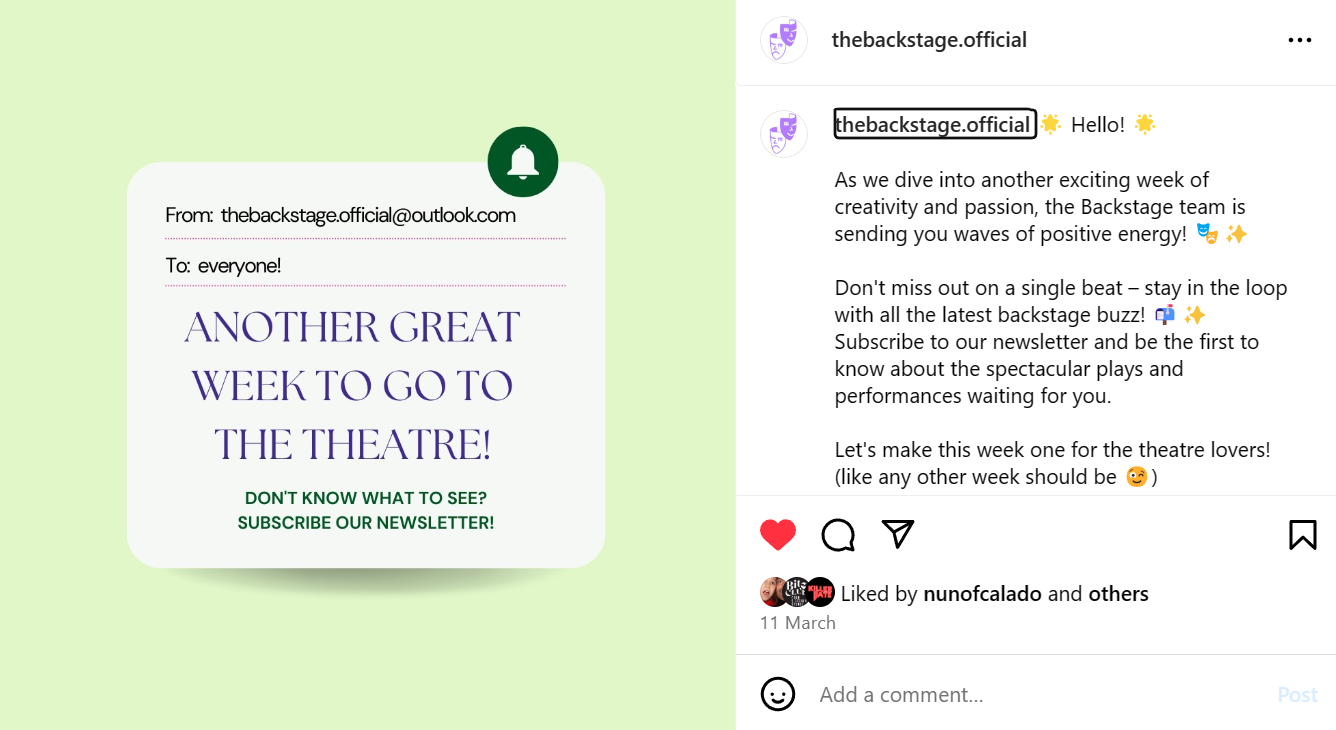 From: thebackstage.official@outlook.com
To: everyone!
ANOTHER GREAT
WEEK TO GO TO
THE THEATRE!
DON'T KNOW WHAT TO SEE?
SUBSCRIBE OUR NEWSLETTER!
thebackstage.official
thebackstage.official 🌟 Hello! 🌟
As we dive into another exciting week of
creativity and passion, the Backstage team is
sending you waves of positive energy! 🎭 ✨
Don't miss out on a single beat – stay in the loop
with all the latest backstage buzz! 📬 ✨
Subscribe to our newsletter and be the first to
know about the spectacular plays and
performances waiting for you.
Let's make this week one for the theatre lovers!
(like any other week should be 😉)
Liked by nunofcalado and others
11 March
Add a comment...
Post